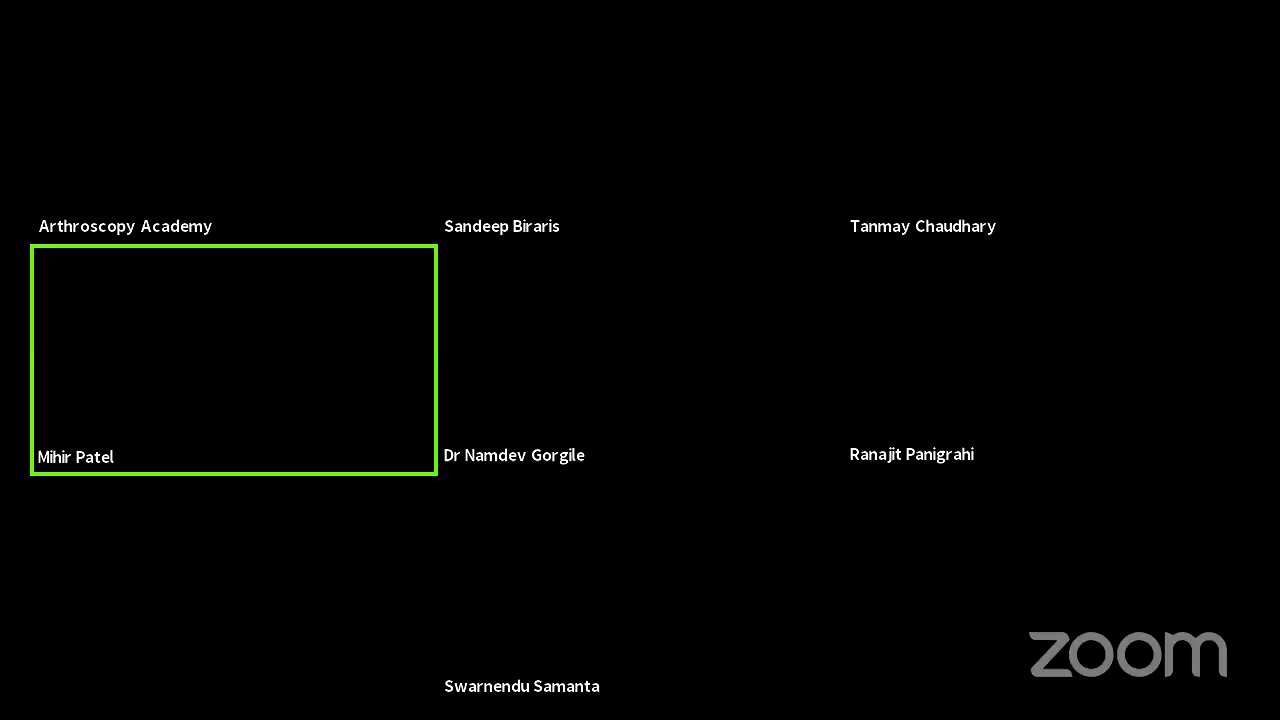 Arthroscopy Academy
Sandeep Biraris
Tanmay Chaudhary
Mihir Patel
Dr Namdev Gorgile
Ranajit Panigrahi
Swarnendu Samanta
zoom